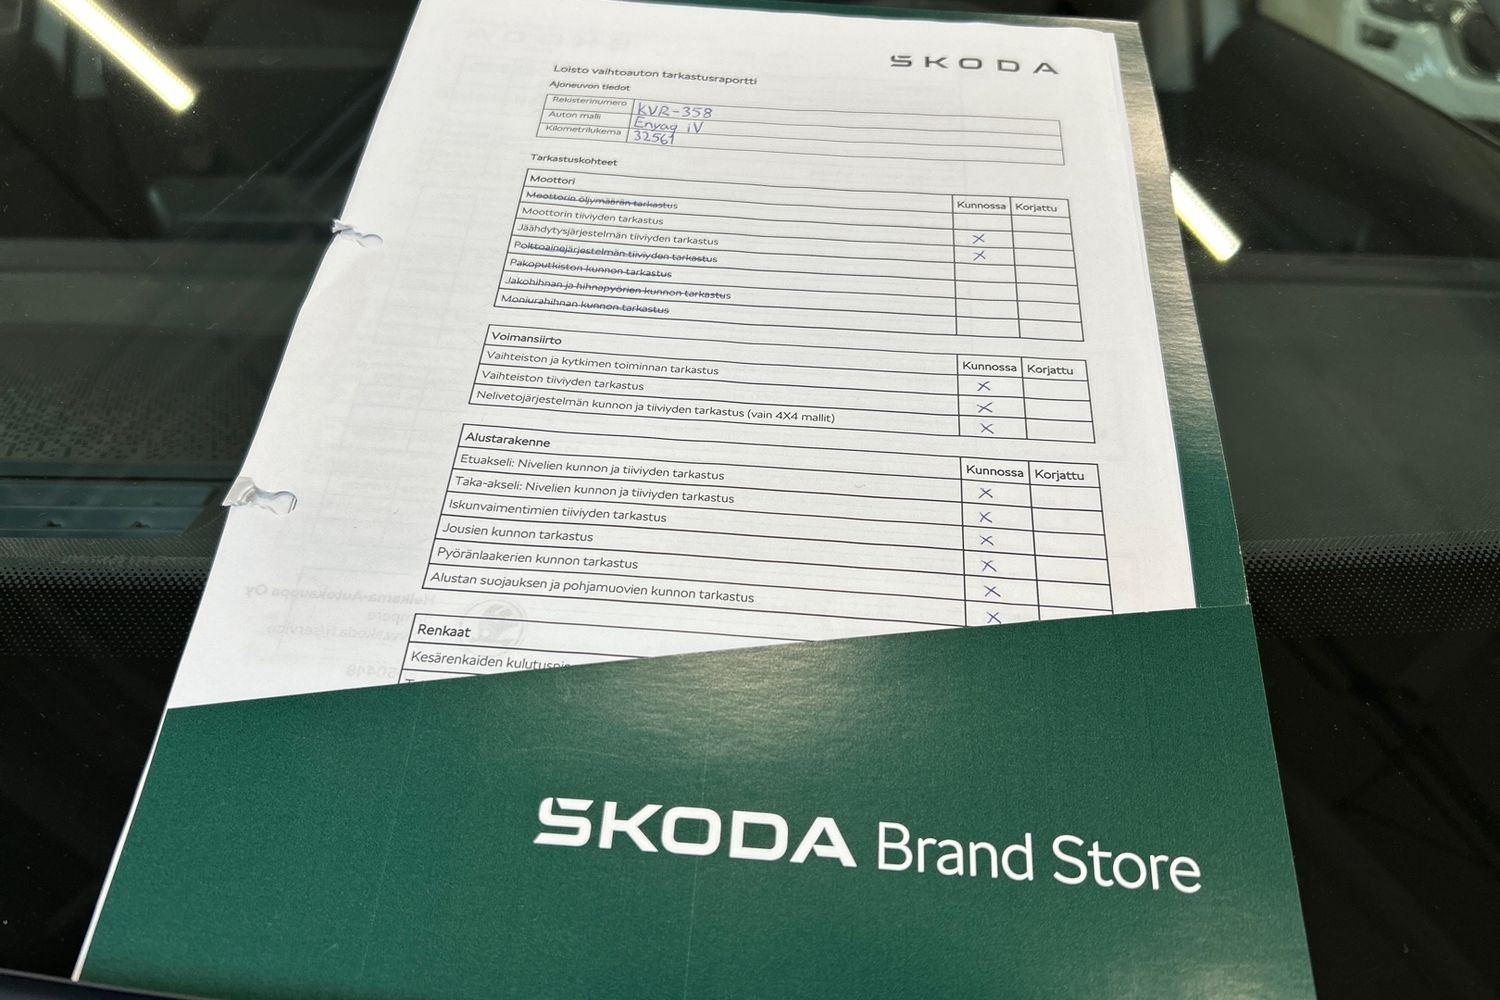 ŠKODA
Loisto vaihtoauton tarkastusraportti
Ajoneuvon tiedot
Rekisterinumero KVR-358
Auton malli Enyaq iV
Kilometrilukema 32561
Tarkastuskohteet
Moottori Kunnossa Korjattu
Moottorin öljymäärän tarkastus
Moottorin tiiviyden tarkastus X
Jäähdytysjärjestelmän tiiviyden tarkastus X
Polttoainejärjestelmän tiiviyden tarkastus
Pakoputkiston kunnon tarkastus
Jakohihnan ja hihnapyörien kunnon tarkastus
Moniurahihnan kunnon tarkastus
Voimansiirto Kunnossa Korjattu
Vaihteiston ja kytkimen toiminnan tarkastus X
Vaihteiston tiiviyden tarkastus X
Nelivetojärjestelmän kunnon ja tiiviyden tarkastus (vain 4X4 mallit) X
Alustarakenne Kunnossa Korjattu
Etuakseli: Nivelien kunnon ja tiiviyden tarkastus X
Taka-akseli: Nivelien kunnon ja tiiviyden tarkastus X
Iskunvaimentimien tiiviyden tarkastus X
Jousien kunnon tarkastus X
Pyöränlaakerien kunnon tarkastus X
Alustan suojauksen ja pohjamuovien kunnon tarkastus X
Renkaat
Kesärenkaiden
ŠKODA Brand Store